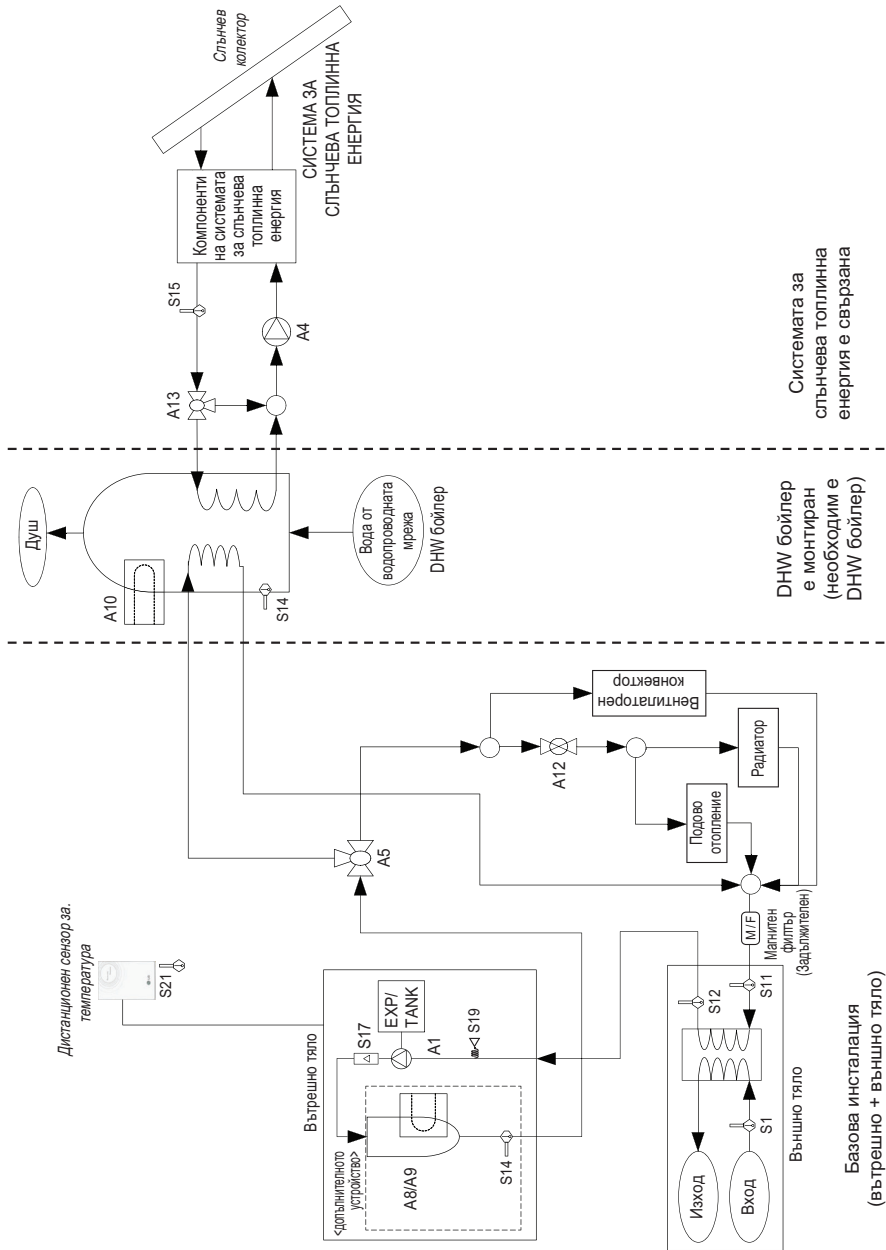 Слънчев
колектор
СИСТЕМА ЗА
СЛЪНЧЕВА ТОПЛИННА
ЕНЕРГИЯ
Компоненти
на системата
за слънчева
топлинна
енергия
S15
A4
A13
Системата за
слънчева топлинна
енергия е свързана
Душ
A10
S14
Вода от
водопроводната
мрежа
DHW бойлер
DHW бойлер
е монтиран
(необходим е
DHW бойлер)
Дистанционен сензор за.
температура
S21
A5
Вентилаторен
конвектор
A12
Радиатор
Подово
отопление
M / F
Магнитен
филтър
(Задължителен)
Вътрешно тяло
EXP/
TANK
S17
A1
S19
<допълнителното
устройство>
A8/A9
S14
S12
S11
S1
Изход
Вход
Външно тяло
Базова инсталация
(вътрешно + външно тяло)